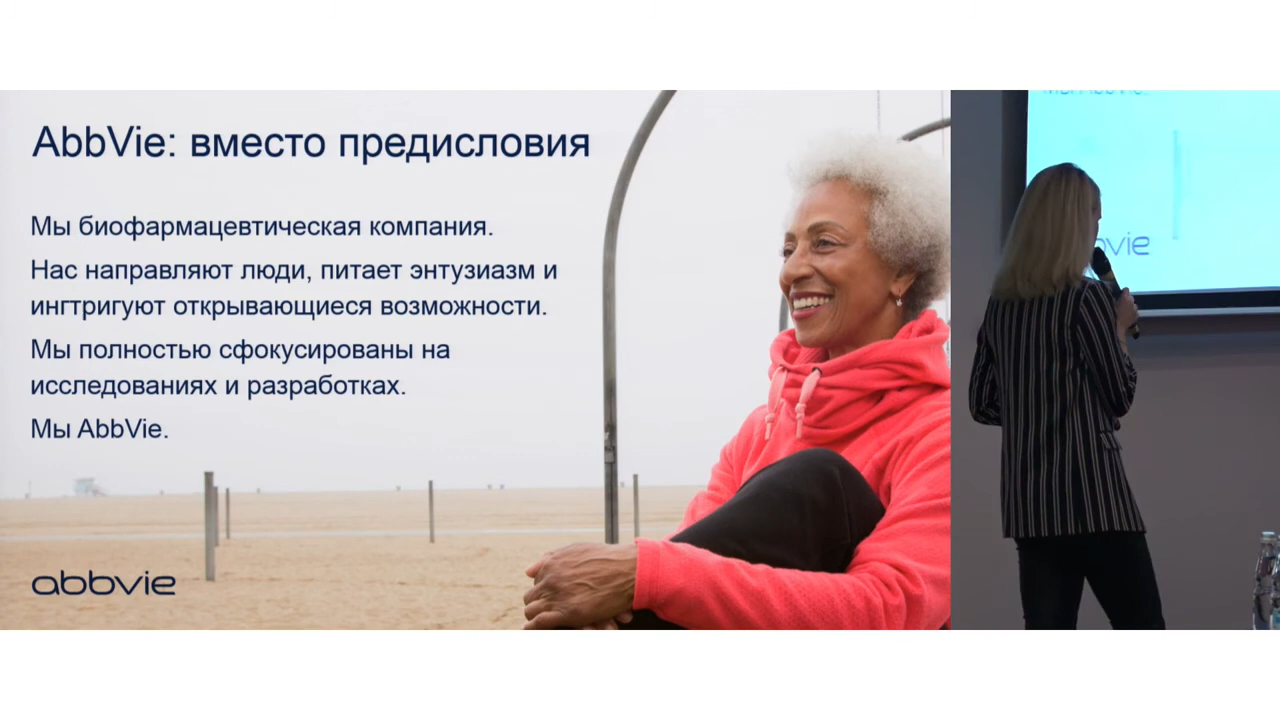 AbbVie: вместо предисловия
Мы биофармацевтическая компания.
Нас направляют люди, питает энтузиазм и
ингтригуют открывающиеся возможности.
Мы полностью сфокусированы на
исследованиях и разработках.
Мы AbbVie.
abbvie